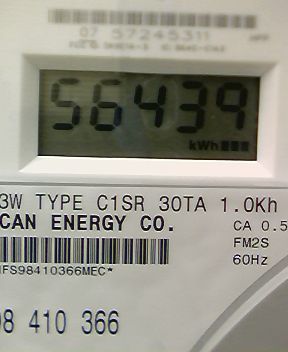 07 57245311
56439
kWh
3W TYPE C1SR 30TA 1.0Kh
CAN ENERGY CO.
CA 0.5
FM2S
60Hz
IFS98410366MEC*
98 410 366